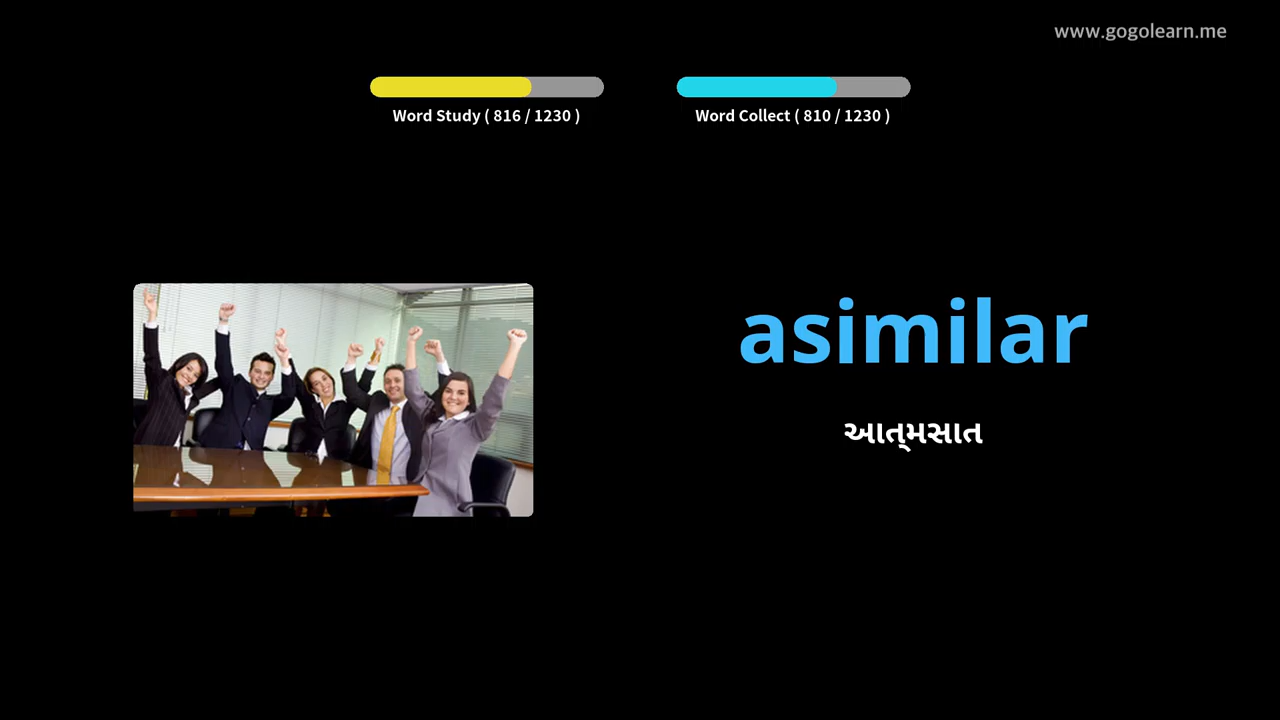 www.gogolearn.me
Word Study ( 816 / 1230 )
Word Collect ( 810 / 1230 )
asimilar
આત્મસાત